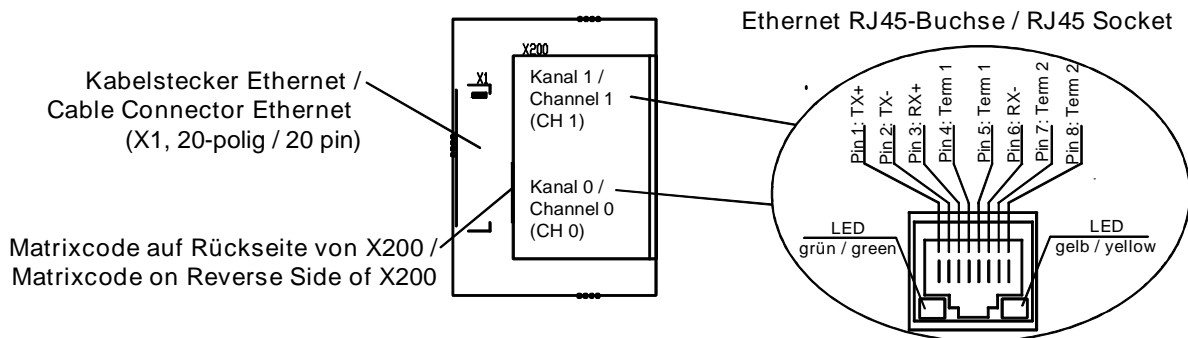 Ethernet RJ45-Buchse / RJ45 Socket
X200
X1
Kabelstecker Ethernet /
Cable Connector Ethernet
(X1, 20-polig / 20 pin)
Kanal 1 /
Channel 1
(CH 1)
Kanal 0 /
Channel 0
(CH 0)
Matrixcode auf Rückseite von X200 /
Matrixcode on Reverse Side of X200
Pin 1: TX+
Pin 2: TX-
Pin 3: RX+
Pin 4: Term 1
Pin 5: Term 1
Pin 6: RX-
Pin 7: Term 2
Pin 8: Term 2
LED
grün / green
LED
gelb / yellow